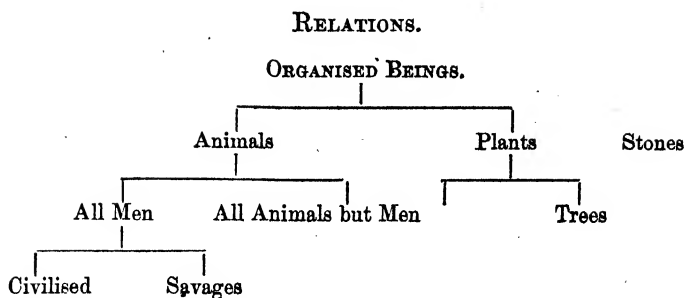 RELATIONS.
ORGANISED BEINGS.
Animals Plants Stones
All Men All Animals but Men Trees
Civilised Savages